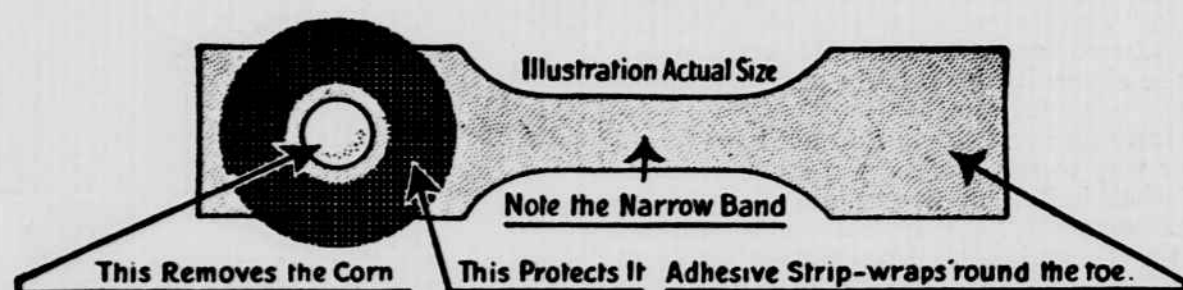 Illustration Actual Size
Note the Narrow Band
This Removes the Corn
This Protects It
Adhesive Strip-wraps 'round the toe.